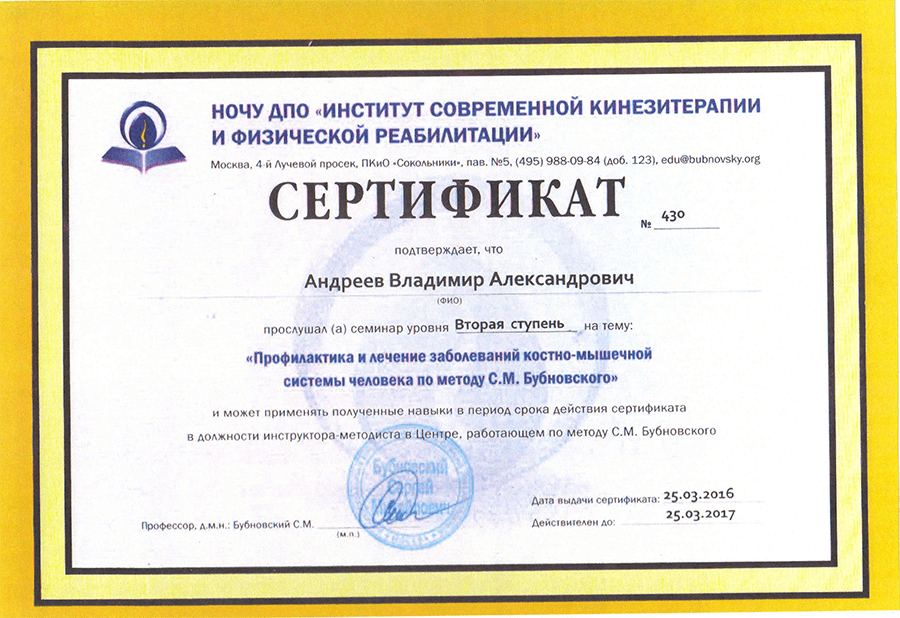 НОЧУ ДПО «ИНСТИТУТ СОВРЕМЕННОЙ КИНЕЗИТЕРАПИИ
И ФИЗИЧЕСКОЙ РЕАБИЛИТАЦИИ»
Москва, 4-й Лучевой просек, ПКиО «Сокольники», пав. №5, (495) 988-09-84 (доб. 123), edu@bubnovsky.org
СЕРТИФИКАТ
№ 430
подтверждает, что
Андреев Владимир Александрович
(ФИО)
прослушал (а) семинар уровня Вторая ступень на тему:
«Профилактика и лечение заболеваний костно-мышечной
системы человека по методу С.М. Бубновского»
и может применять полученные навыки в период срока действия сертификата
в должности инструктора-методиста в Центре, работающем по методу С.М. Бубновского
Бубновский
Сергей
Дата выдачи сертификата: 25.03.2016
Действителен до: 25.03.2017
Профессор, д.м.н.: Бубновский С.М.
(м.п.)
МОСКВА